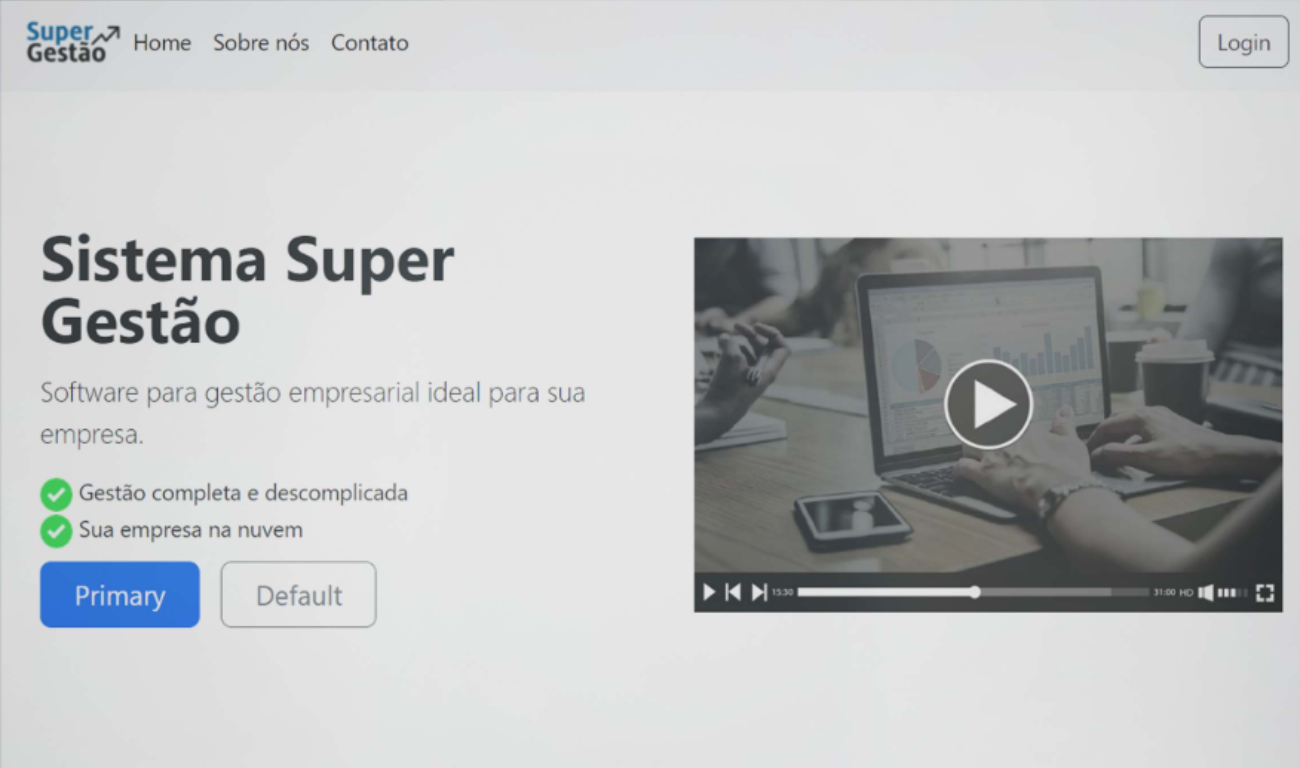 Super
Gestão
Home Sobre nós Contato
Login
Sistema Super
Gestão
Software para gestão empresarial ideal para sua
empresa.
Gestão completa e descomplicada
Sua empresa na nuvem
Primary Default
15:30 31:00 HD